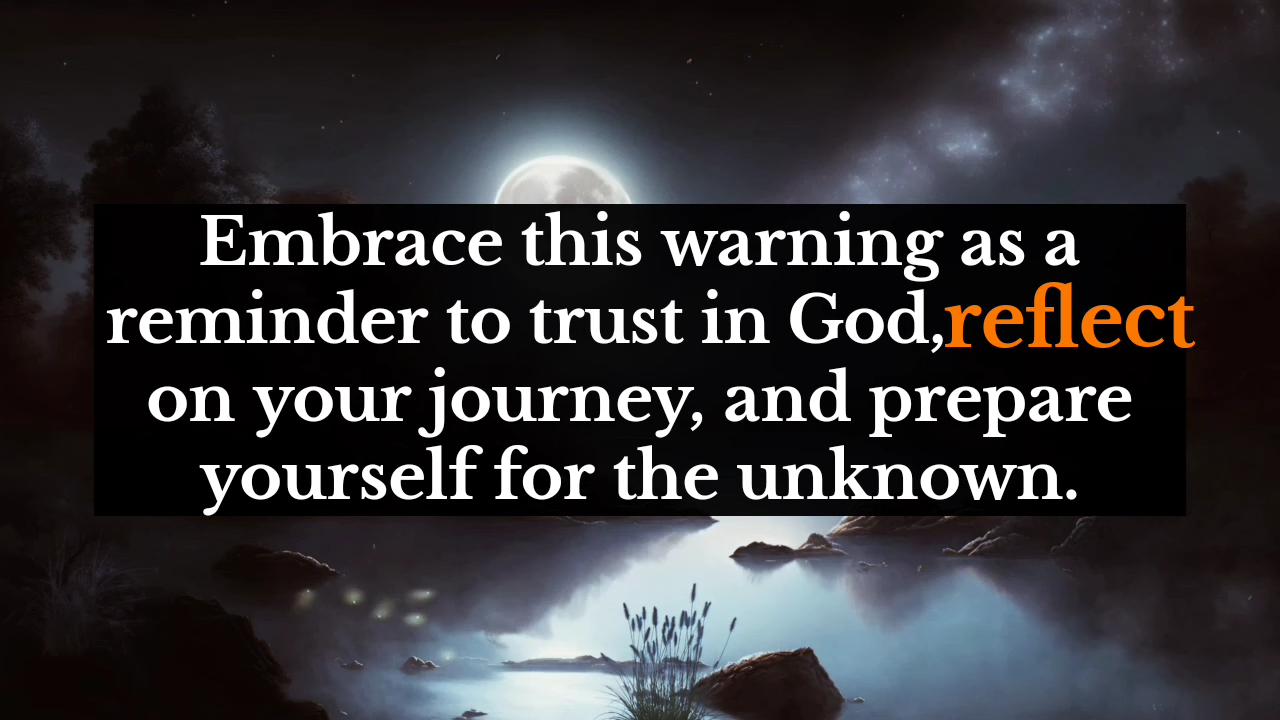 Embrace this warning as a
reminder to trust in God, reflect
on your journey, and prepare
yourself for the unknown.